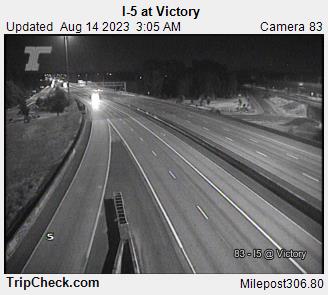 I-5 at Victory
Updated Aug 14 2023 3:05 AM Camera 83
T
S
83 - I5 @ Victory
TripCheck.com Milepost306.80